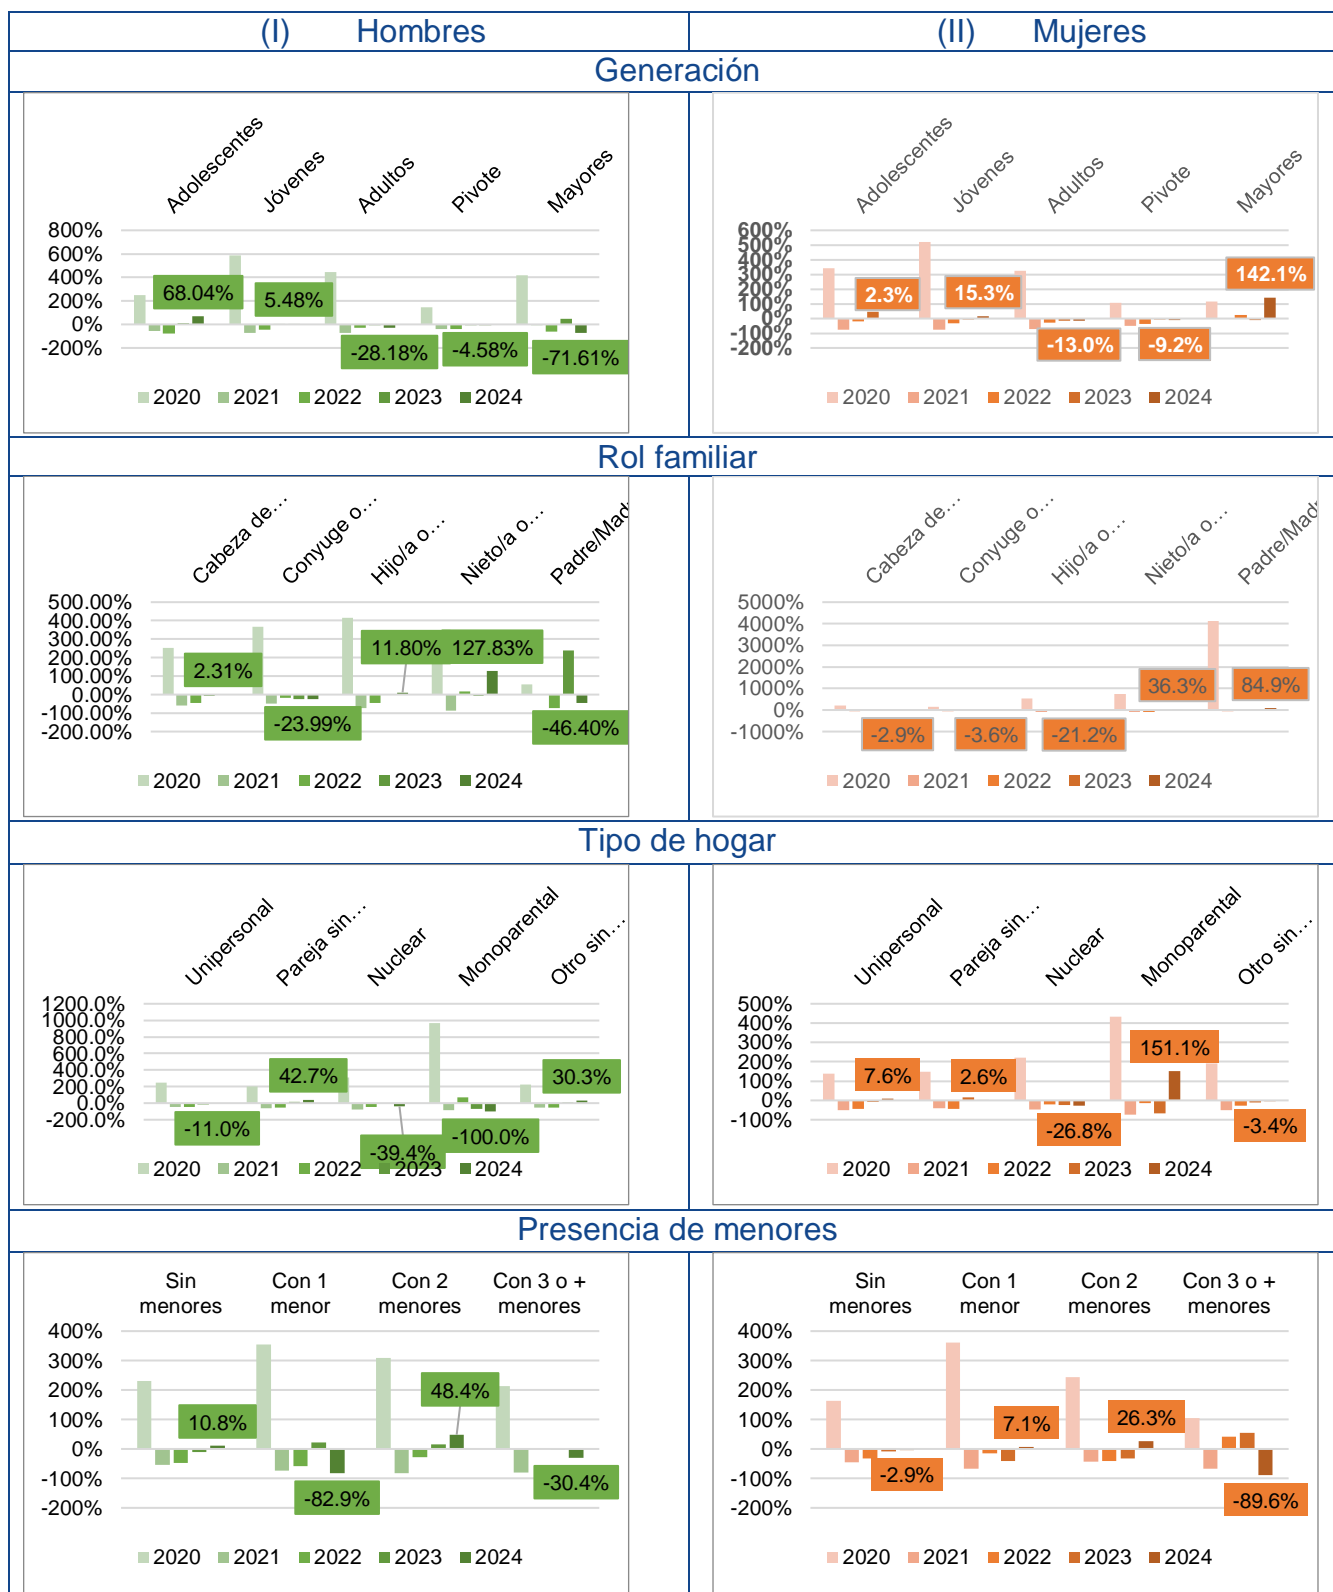 (I) Hombres
(II) Mujeres
Generación
Adolescentes
Jóvenes
Adultos
Pivote
Mayores
800%
600%
400%
200%
0%
-200%
68.04%
5.48%
-28.18%
-4.58%
-71.61%
2020 2021 2022 2023 2024
Adolescentes
Jóvenes
Adultos
Pivote
Mayores
600%
500%
400%
300%
200%
100%
0%
-100%
-200%
2.3%
15.3%
-13.0%
-9.2%
142.1%
2020 2021 2022 2023 2024
Rol familiar
Cabeza de…
Conyuge o…
Hijo/a o…
Nieto/a o…
Padre/Mad
500.00%
400.00%
300.00%
200.00%
100.00%
0.00%
-100.00%
-200.00%
2.31%
-23.99%
11.80%
127.83%
-46.40%
2020 2021 2022 2023 2024
Cabeza de…
Conyuge o…
Hijo/a o…
Nieto/a o…
Padre/Mad
5000%
4000%
3000%
2000%
1000%
0%
-1000%
-2.9%
-3.6%
-21.2%
36.3%
84.9%
2020 2021 2022 2023 2024
Tipo de hogar
Unipersonal
Pareja sin…
Nuclear
Monoparental
Otro sin…
1200.0%
1000.0%
800.0%
600.0%
400.0%
200.0%
0.0%
-200.0%
-11.0%
42.7%
-39.4%
-100.0%
30.3%
2020 2021 2022 2023 2024
Unipersonal
Pareja sin…
Nuclear
Monoparental
Otro sin…
500%
400%
300%
200%
100%
0%
-100%
7.6%
2.6%
-26.8%
151.1%
-3.4%
2020 2021 2022 2023 2024
Presencia de menores
Sin menores
Con 1 menor
Con 2 menores
Con 3 o + menores
400%
300%
200%
100%
0%
-100%
-200%
10.8%
-82.9%
48.4%
-30.4%
2020 2021 2022 2023 2024
Sin menores
Con 1 menor
Con 2 menores
Con 3 o + menores
400%
300%
200%
100%
0%
-100%
-200%
-2.9%
7.1%
26.3%
-89.6%
2020 2021 2022 2023 2024